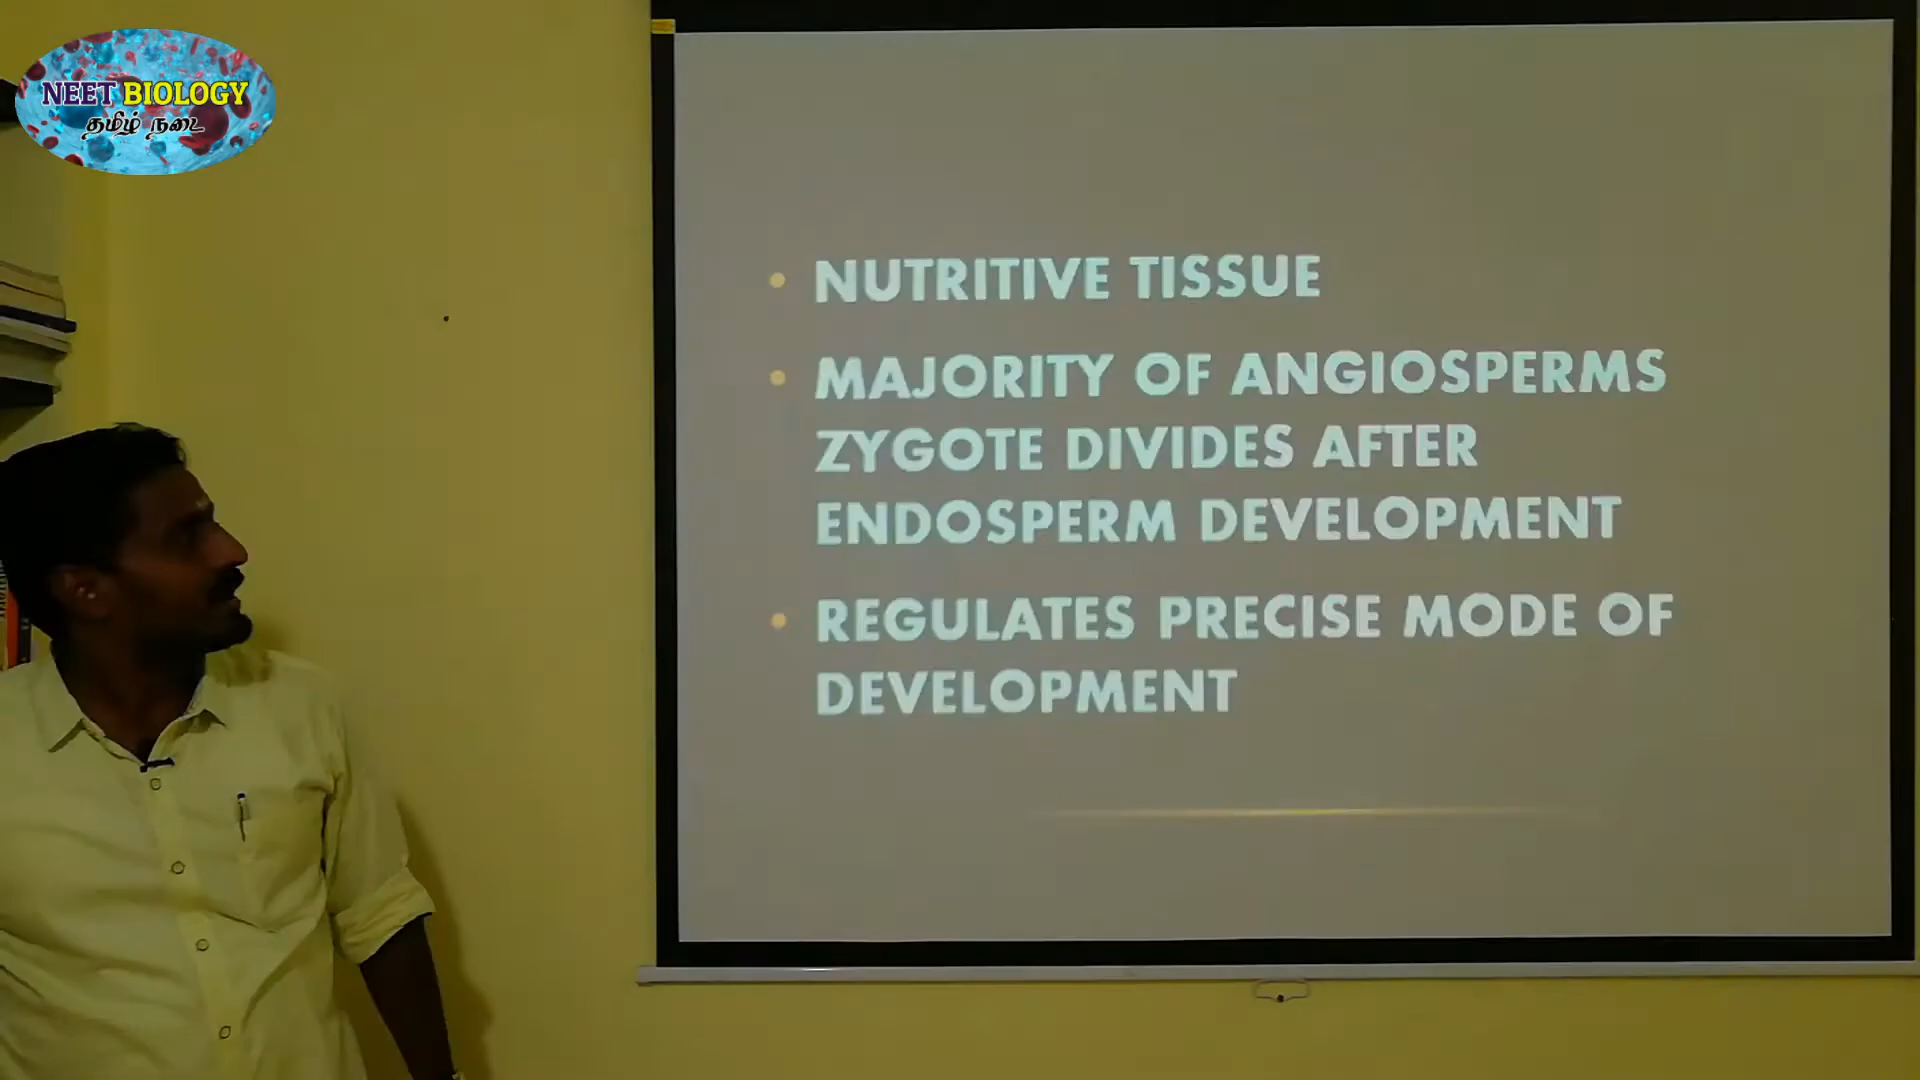 NEET BIOLOGY
தமிழ் நடை
• NUTRITIVE TISSUE
• MAJORITY OF ANGIOSPERMS
ZYGOTE DIVIDES AFTER
ENDOSPERM DEVELOPMENT
• REGULATES PRECISE MODE OF
DEVELOPMENT